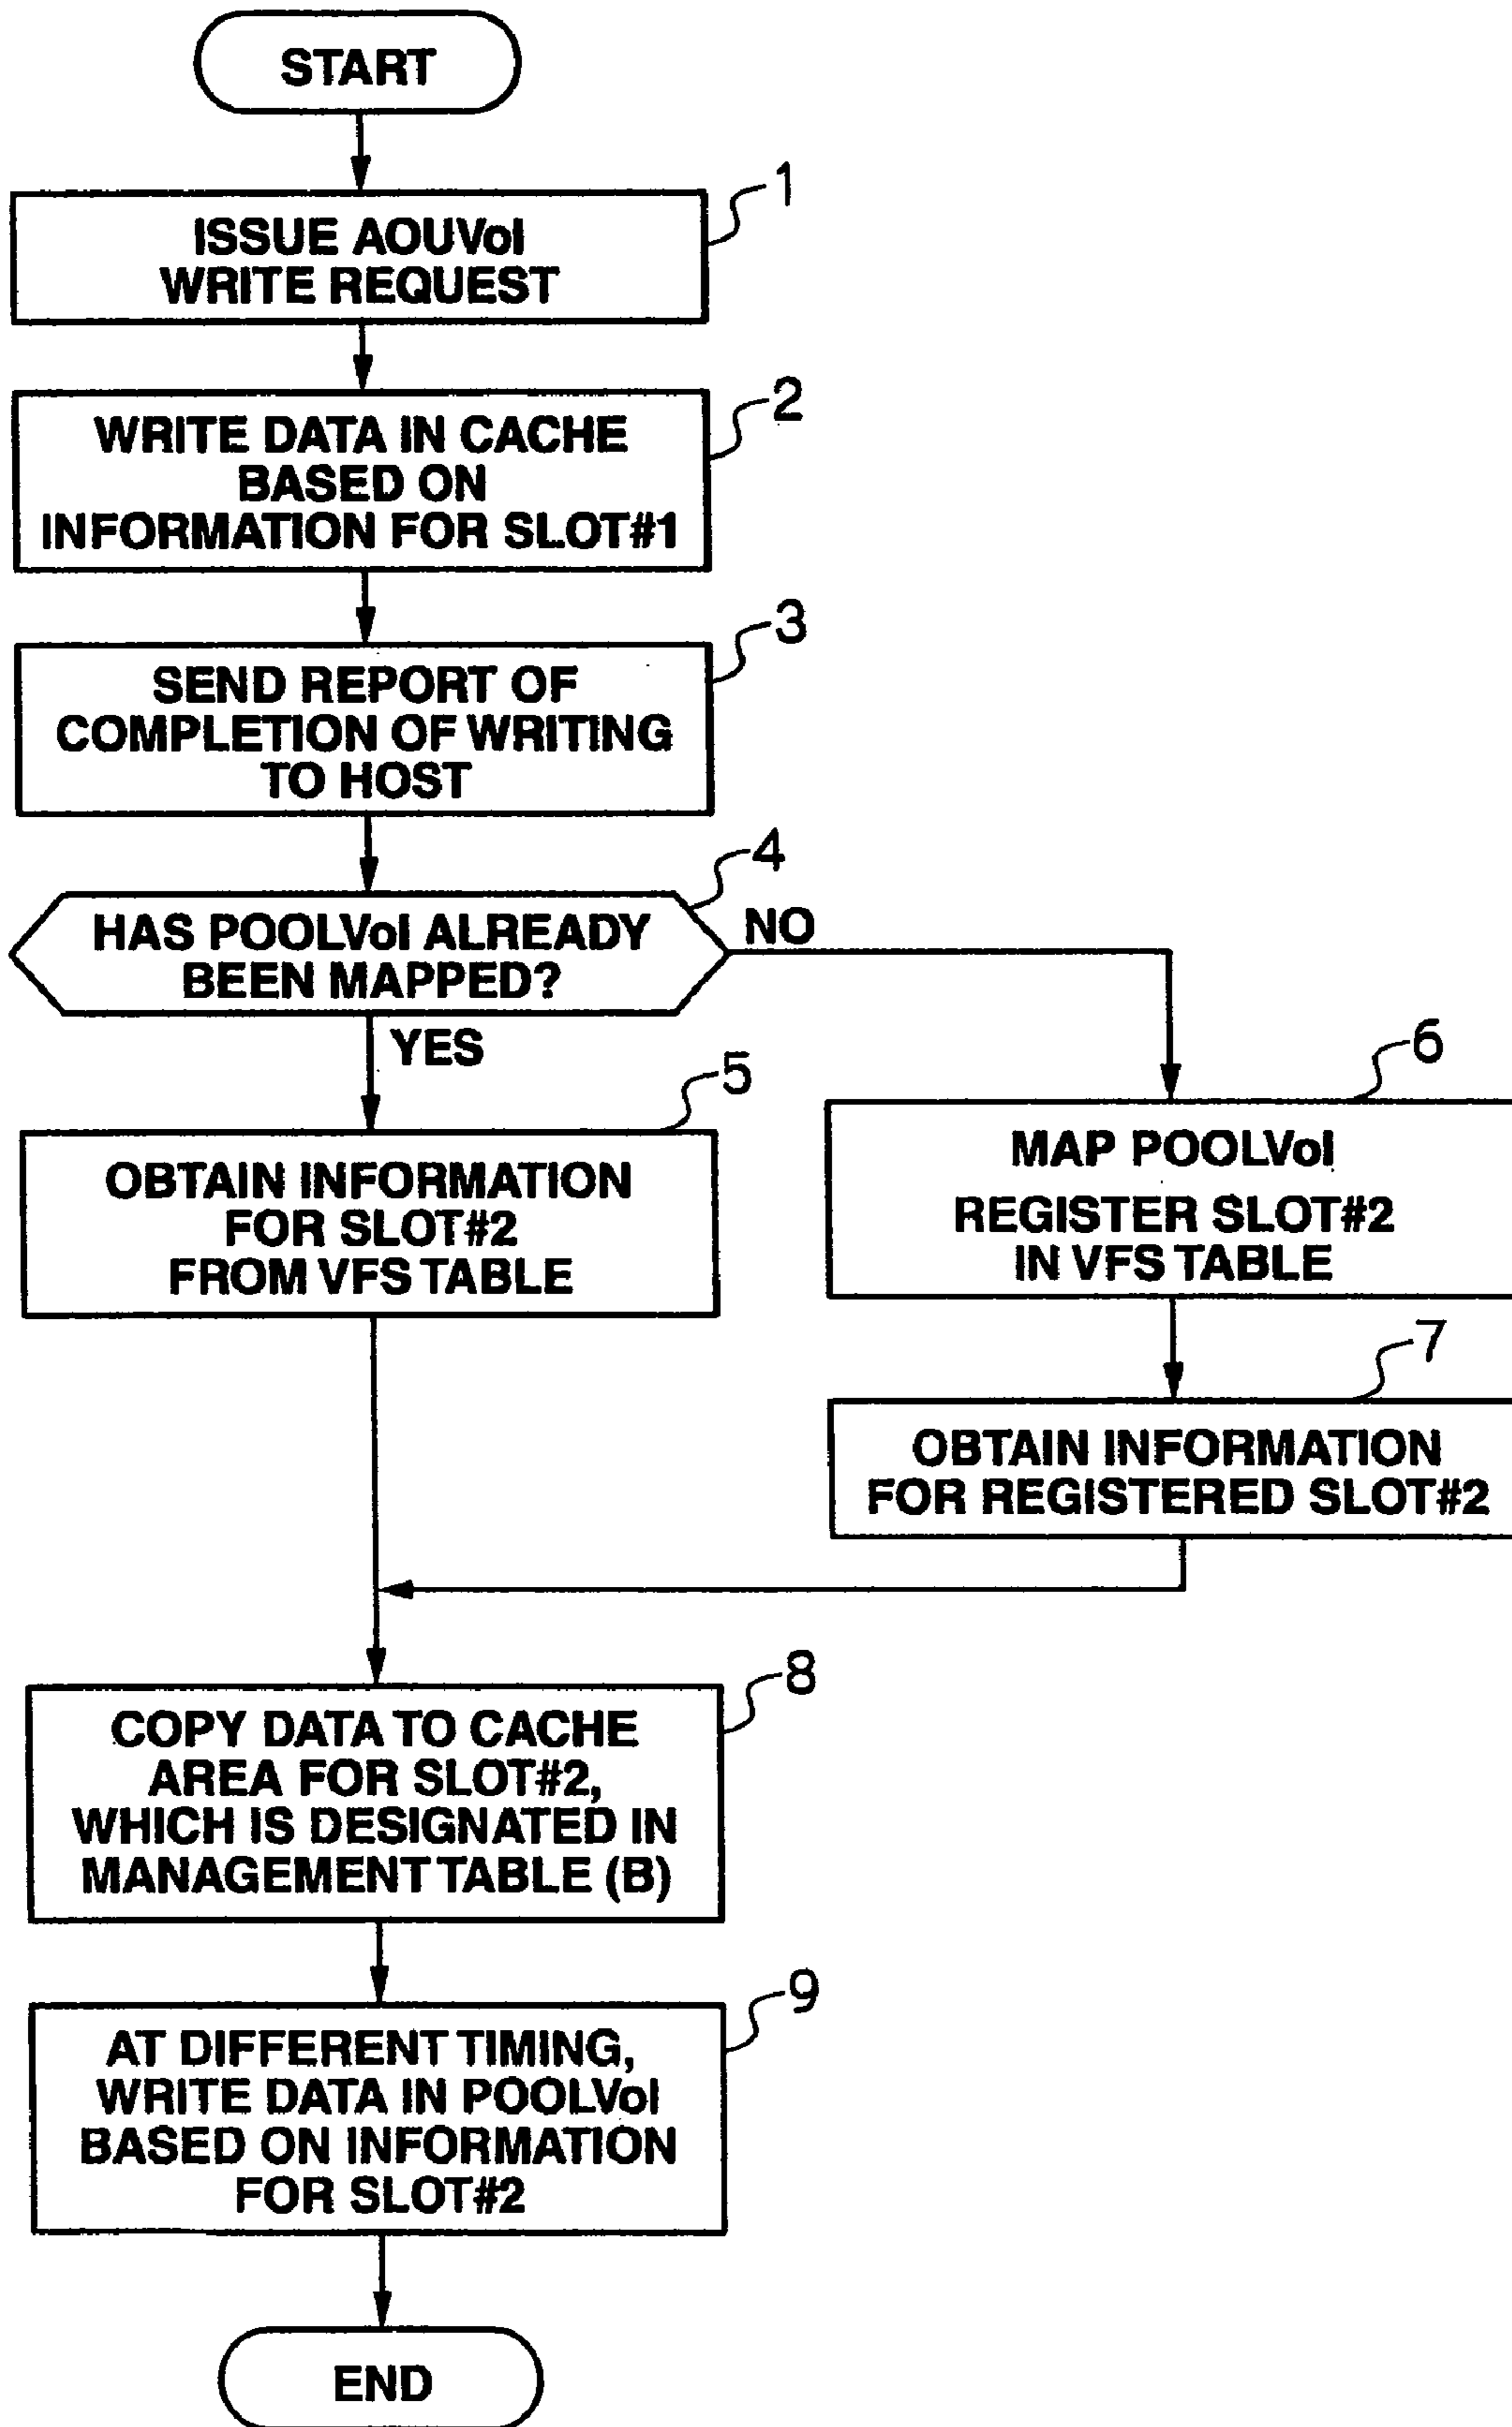 START
1
ISSUE AOUVol
WRITE REQUEST
2
WRITE DATA IN CACHE
BASED ON
INFORMATION FOR SLOT#1
3
SEND REPORT OF
COMPLETION OF WRITING
TO HOST
4
HAS POOLVol ALREADY
BEEN MAPPED?
NO
YES
5
OBTAIN INFORMATION
FOR SLOT#2
FROM VFS TABLE
6
MAP POOLVol
REGISTER SLOT#2
IN VFS TABLE
7
OBTAIN INFORMATION
FOR REGISTERED SLOT#2
8
COPY DATA TO CACHE
AREA FOR SLOT#2,
WHICH IS DESIGNATED IN
MANAGEMENT TABLE (B)
9
AT DIFFERENT TIMING,
WRITE DATA IN POOLVol
BASED ON INFORMATION
FOR SLOT#2
END